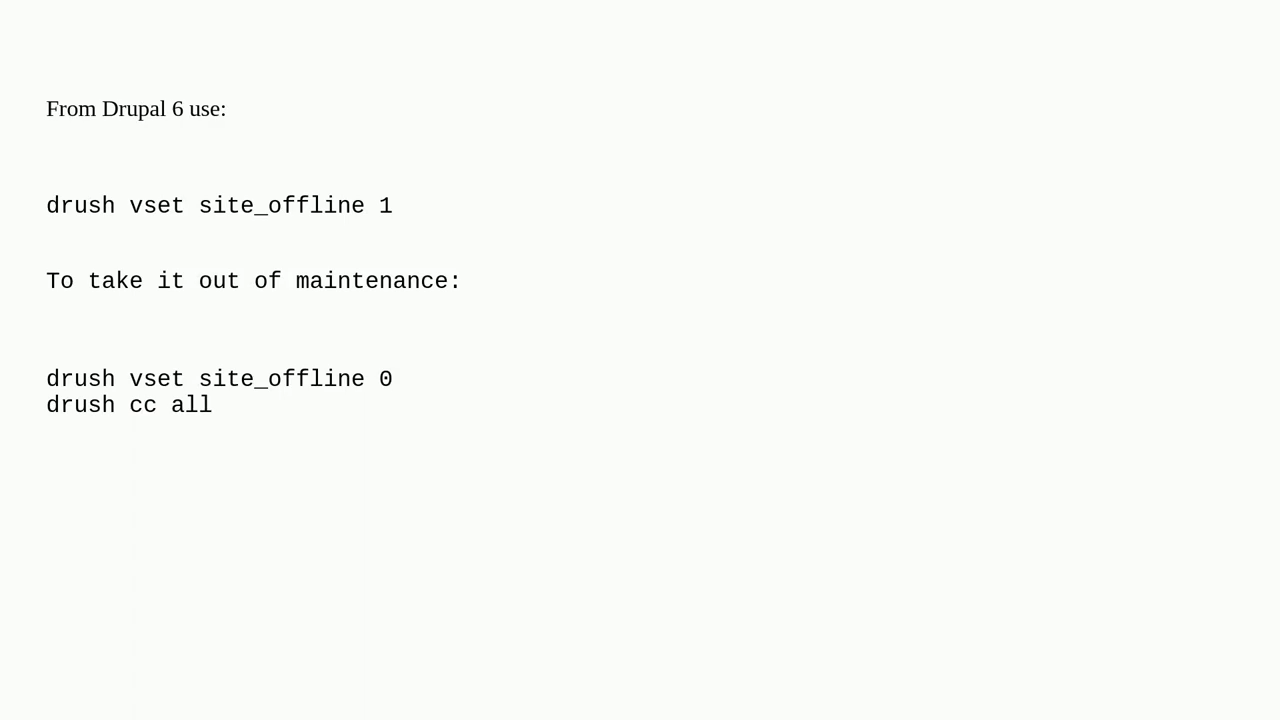 From Drupal 6 use:
drush vset site_offline 1
To take it out of maintenance:
drush vset site_offline 0
drush cc all